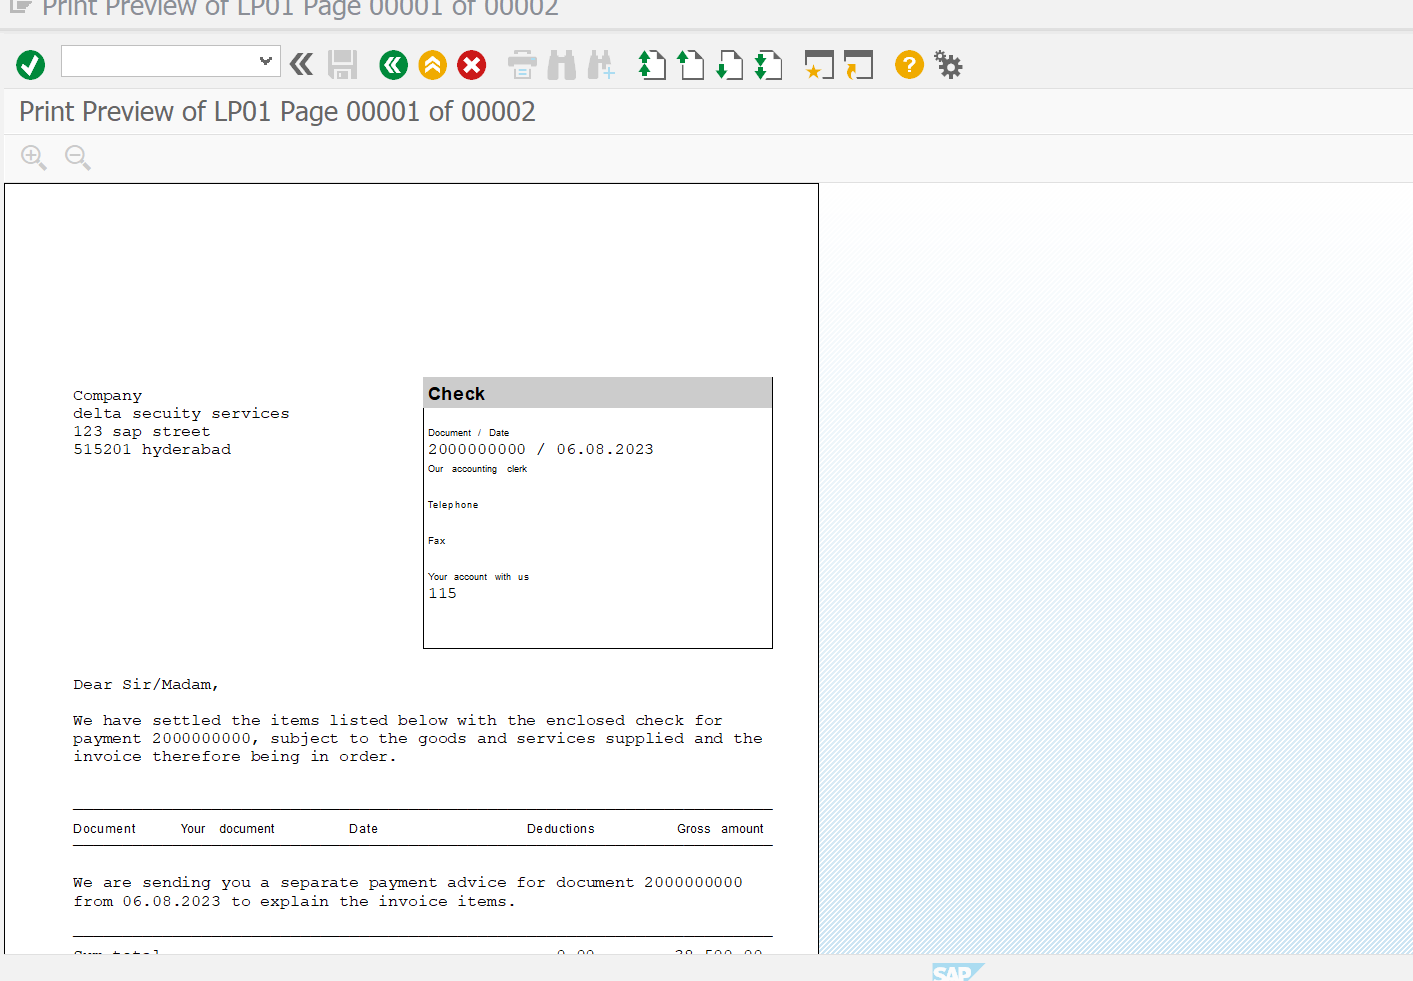 Print Preview of LP01 Page 00001 of 00002
Print Preview of LP01 Page 00001 of 00002
Company
delta secuity services
123 sap street
515201 hyderabad
Check
Document / Date
2000000000 / 06.08.2023
Our accounting clerk
Telephone
Fax
Your account with us
115
Dear Sir/Madam,
We have settled the items listed below with the enclosed check for
payment 2000000000, subject to the goods and services supplied and the
invoice therefore being in order.
Document Your document Date Deductions Gross amount
We are sending you a separate payment advice for document 2000000000
from 06.08.2023 to explain the invoice items.
Sum total 0.00
SAP